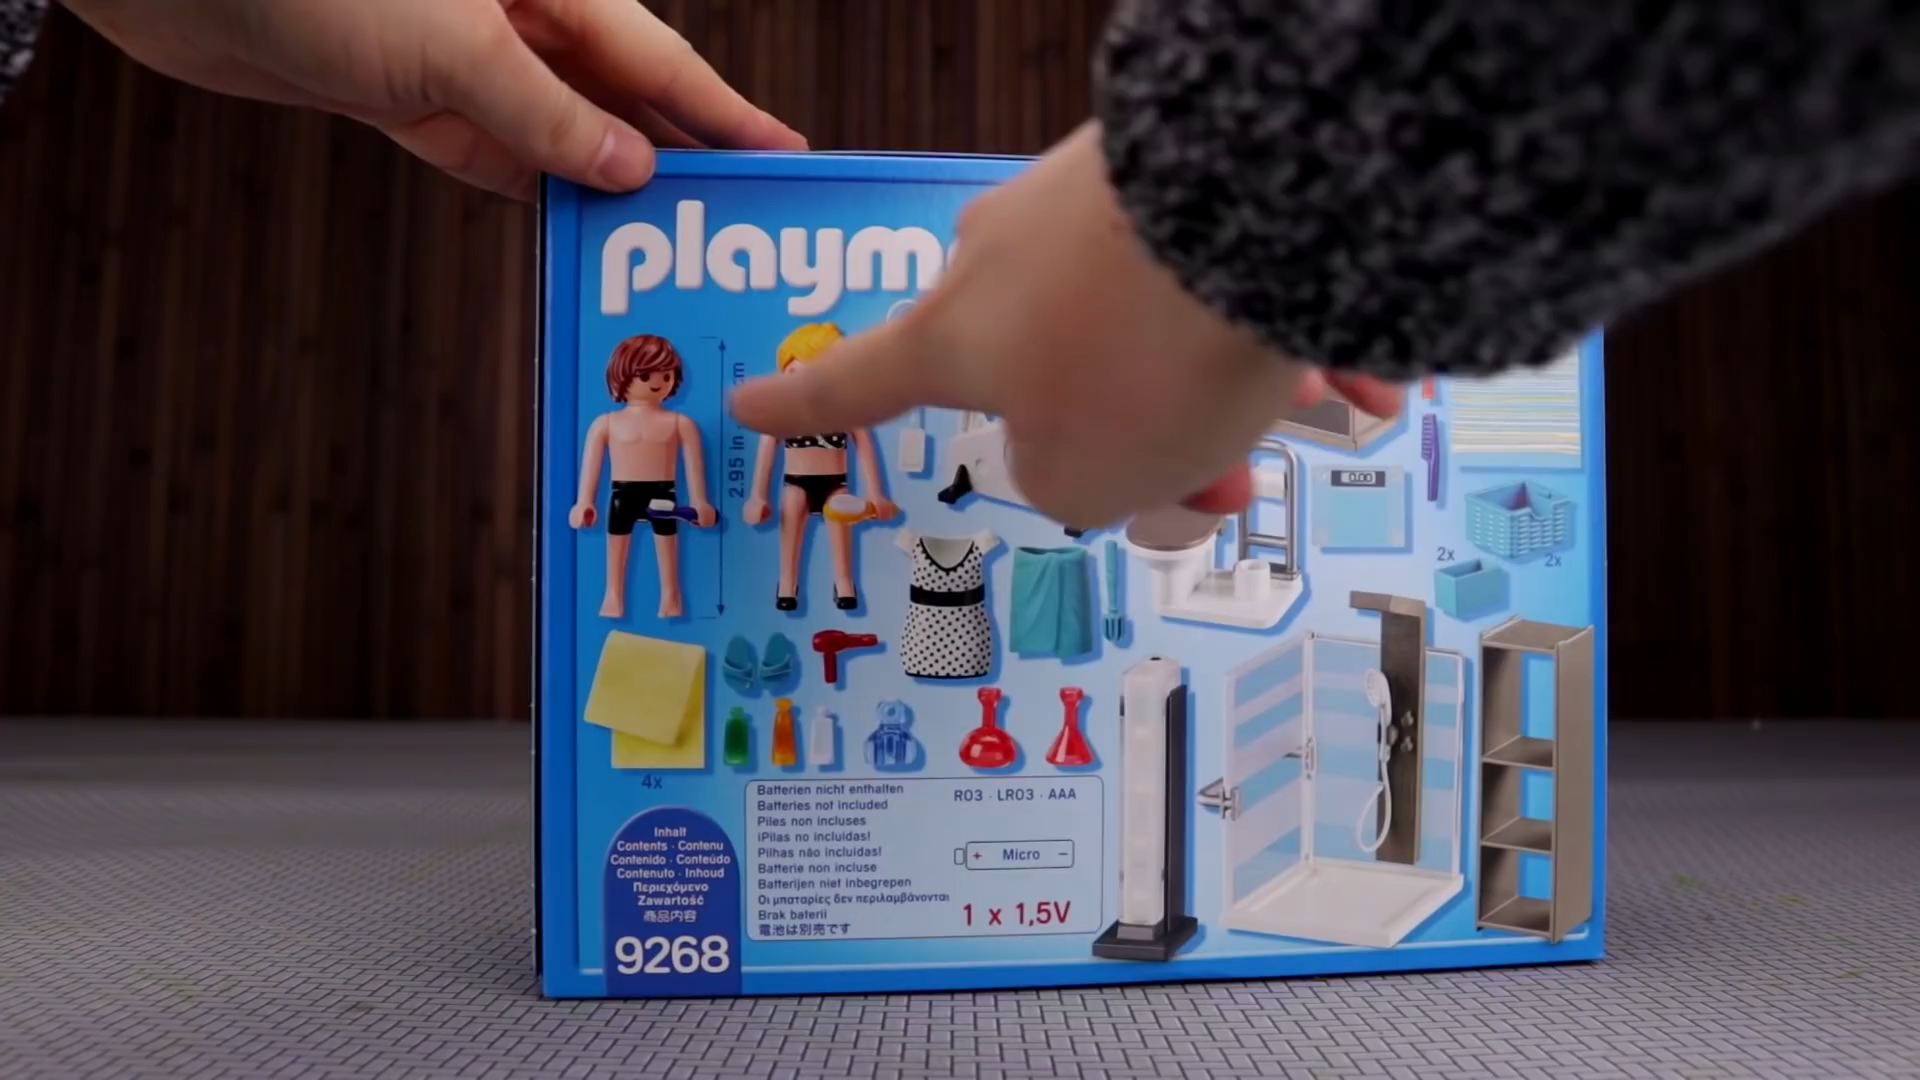 playm
2.95 in
cm
0.00
2x
2x
4x
Batterien nicht enthalten
Batteries not included
Piles non incluses
¡Pilas no incluidas!
Pilhas não incluídas!
Batterie non incluse
Batterijen niet inbegrepen
Οι μπαταρίες δεν περιλαμβάνονται
Brak baterii
電池は別売です
R03 · LR03 · AAA
+ Micro −
1 x 1,5V
Inhalt
Contents · Contenu
Contenido · Conteúdo
Contenuto · Inhoud
Περιεχόμενο
Zawartość
商品内容
9268